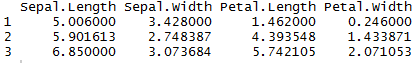 Sepal.Length Sepal.Width Petal.Length Petal.Width
1 5.006000 3.428000 1.462000 0.246000
2 5.901613 2.748387 4.393548 1.433871
3 6.850000 3.073684 5.742105 2.071053